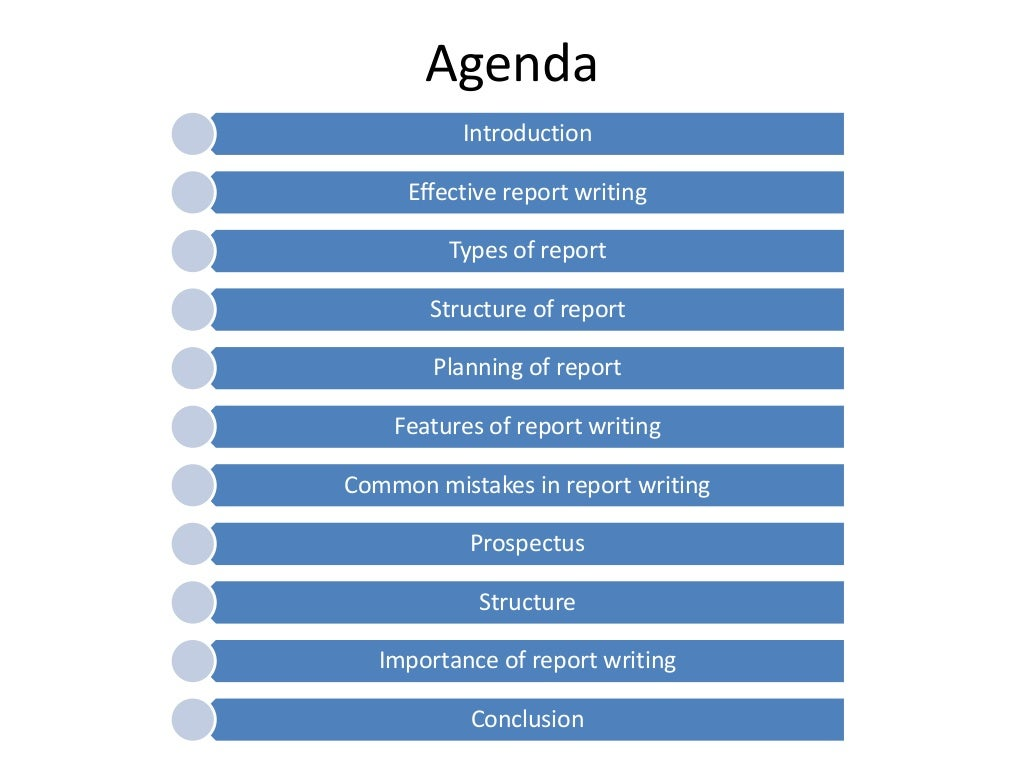 Agenda
Introduction
Effective report writing
Types of report
Structure of report
Planning of report
Features of report writing
Common mistakes in report writing
Prospectus
Structure
Importance of report writing
Conclusion